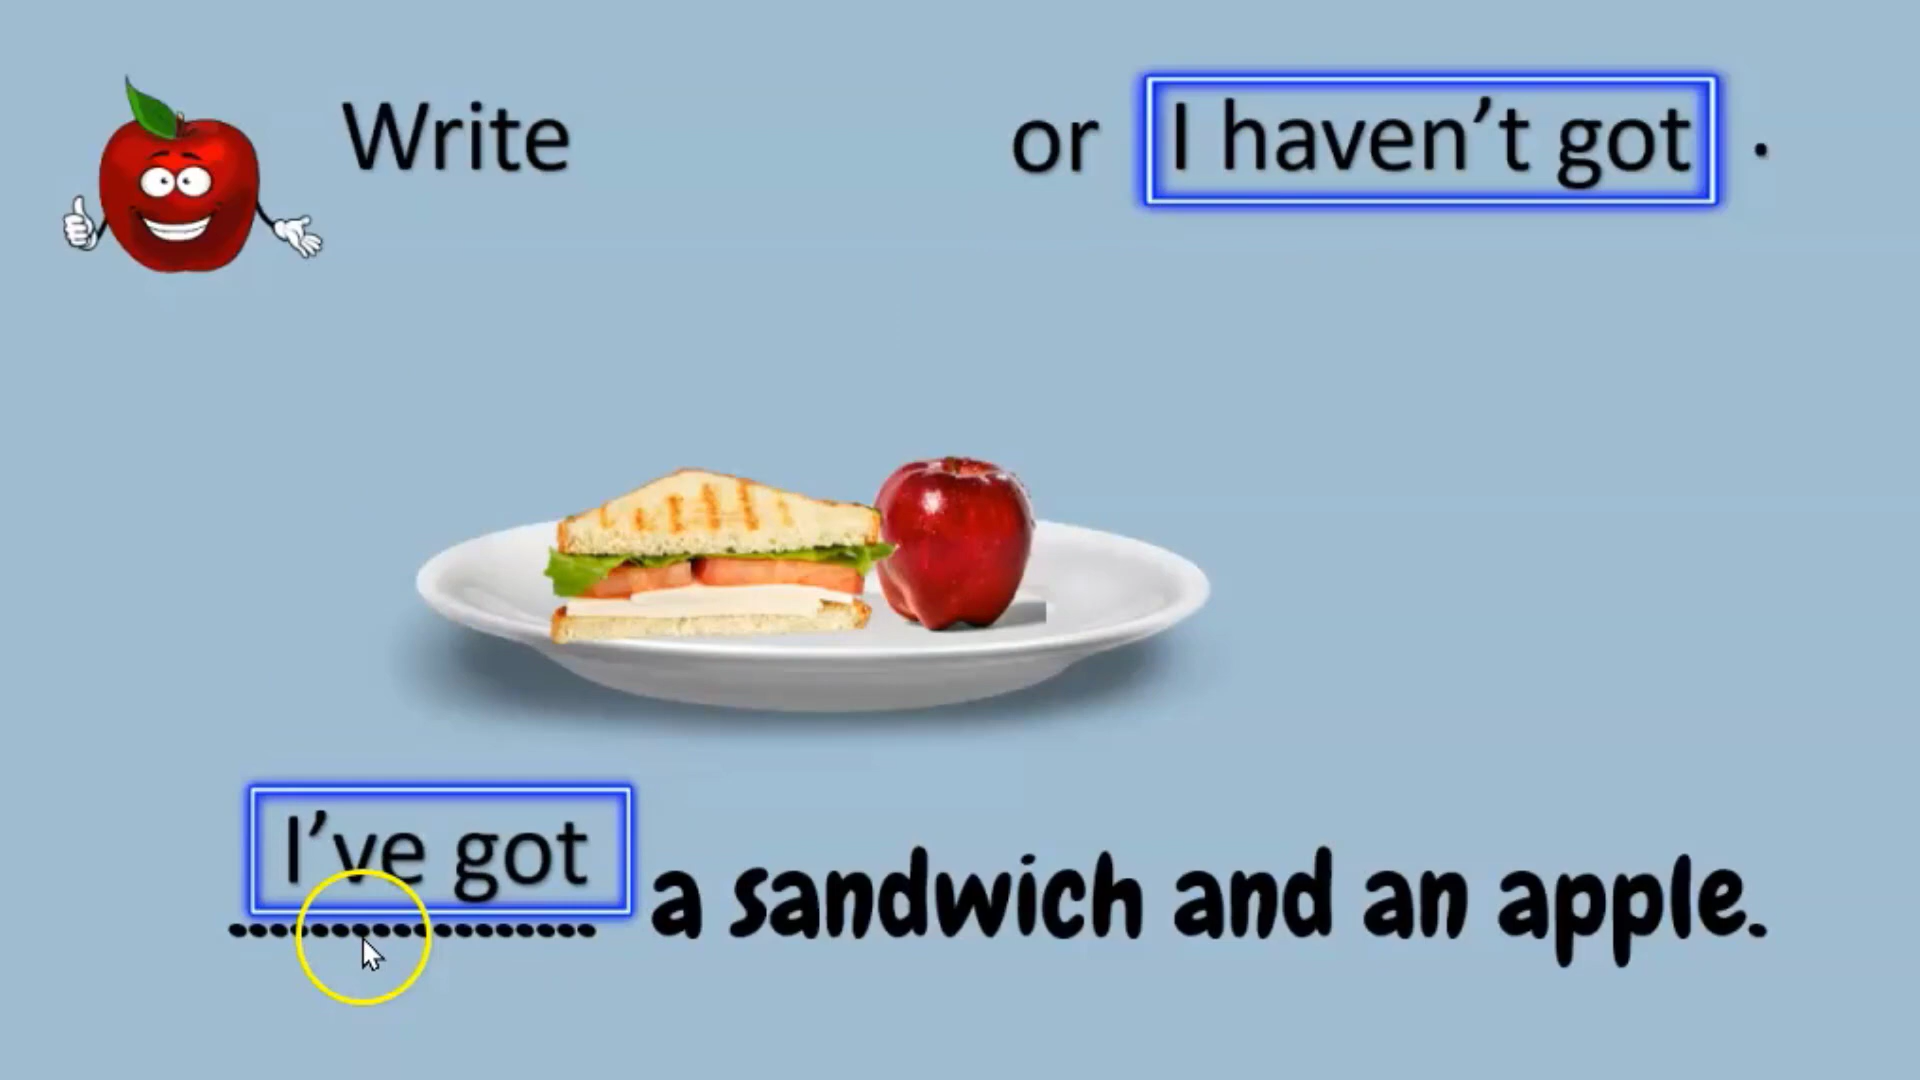 Write or I haven’t got .
I’ve got a sandwich and an apple.